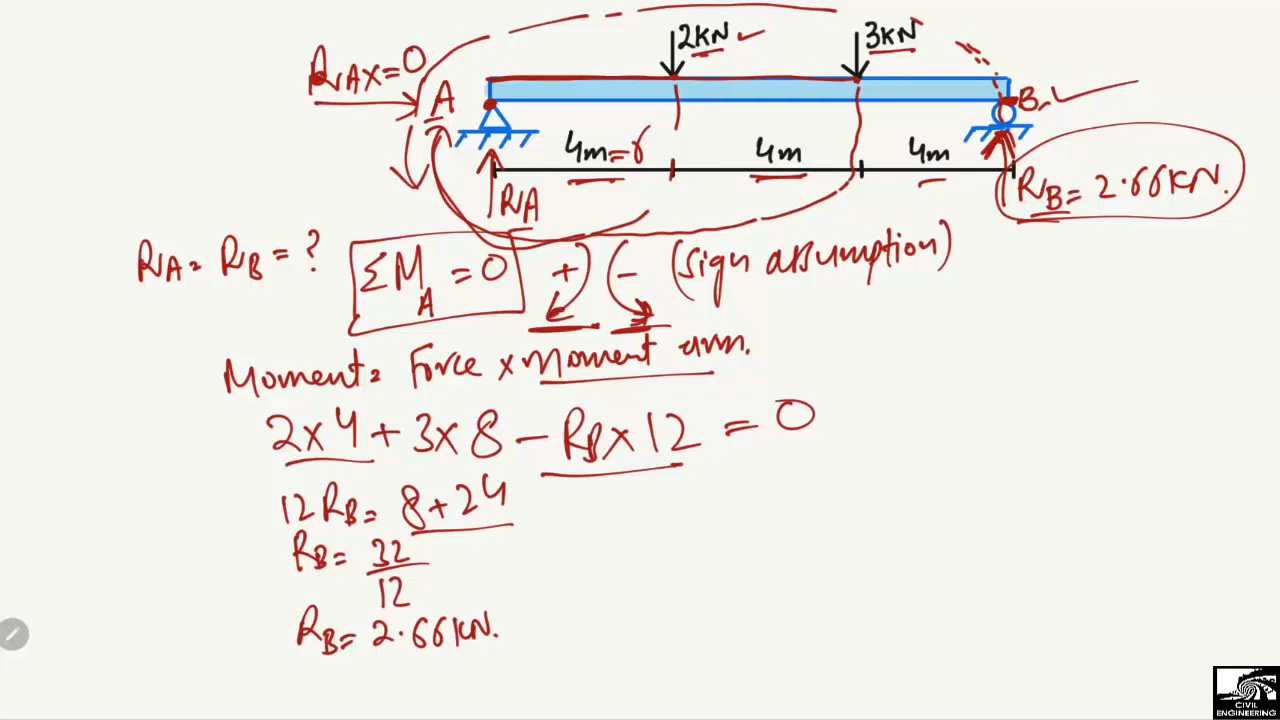 2KN
3KN
RAX=0
A
B
4m=r
4m
4m
RA
RB= 2.66KN.
RA= RB= ?
ΣMA=0
+ - (sign assumption)
Moment= Force x Moment arm.
2x4+3x8-RBx12=0
12RB= 8+24
RB= 32/12
RB= 2.66KN.
CIVIL
ENGINEERING